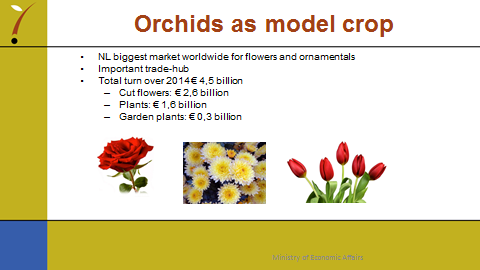 Orchids as model crop
• NL biggest market worldwide for flowers and ornamentals
• Important trade-hub
• Total turn over 2014 € 4,5 billion
– Cut flowers: € 2,6 billion
– Plants: € 1,6 billion
– Garden plants: € 0,3 billion
Ministry of Economic Affairs